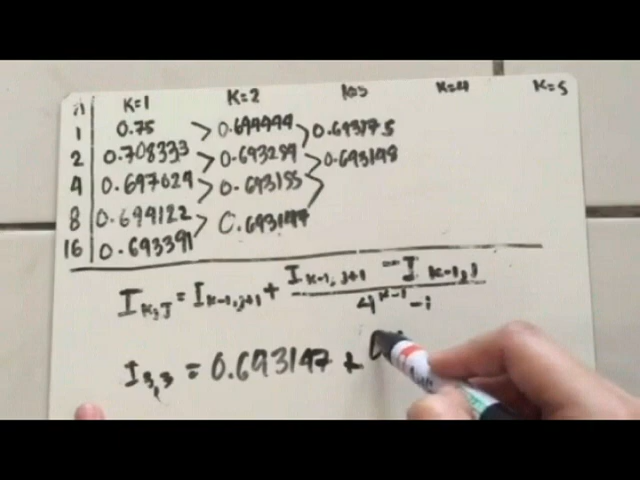 n K=1 K=2 K=3 K=4 K=5
1 0.75 0.694444 0.693175
2 0.708333 0.693254 0.693148
4 0.697024 0.693155
8 0.694122 0.693147
16 0.693391
I K,J = I K-1,J+1 + I K-1,J+1 - I K-1,J
4^K-1 - 1
I 3,3 = 0.693147 +